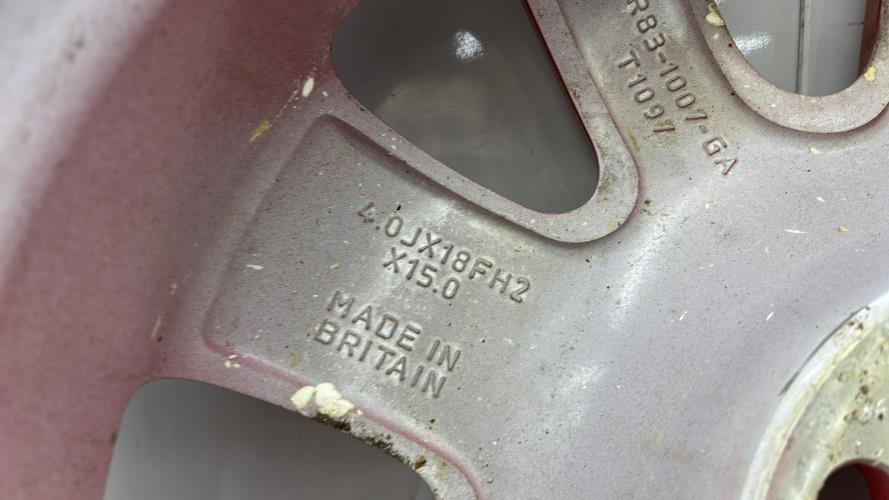 R83-1007-GA
T1097
4.0JX18FH2
X15.0
MADE IN
BRITAIN